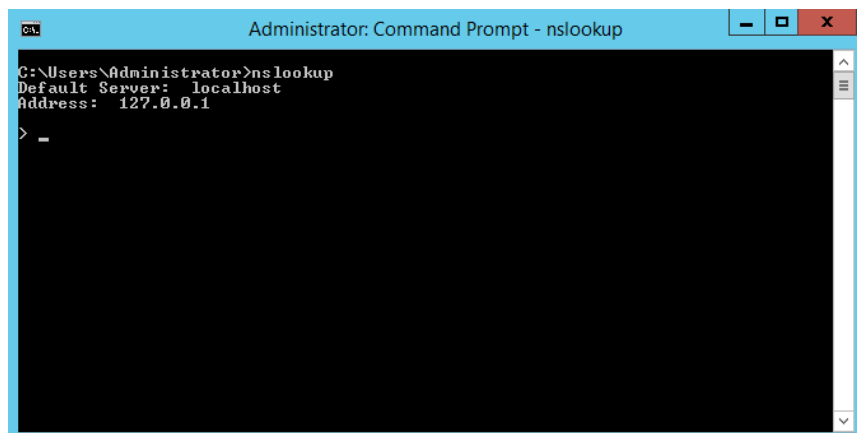 Administrator: Command Prompt - nslookup
C:\Users\Administrator>nslookup
Default Server:  localhost
Address:  127.0.0.1
> _